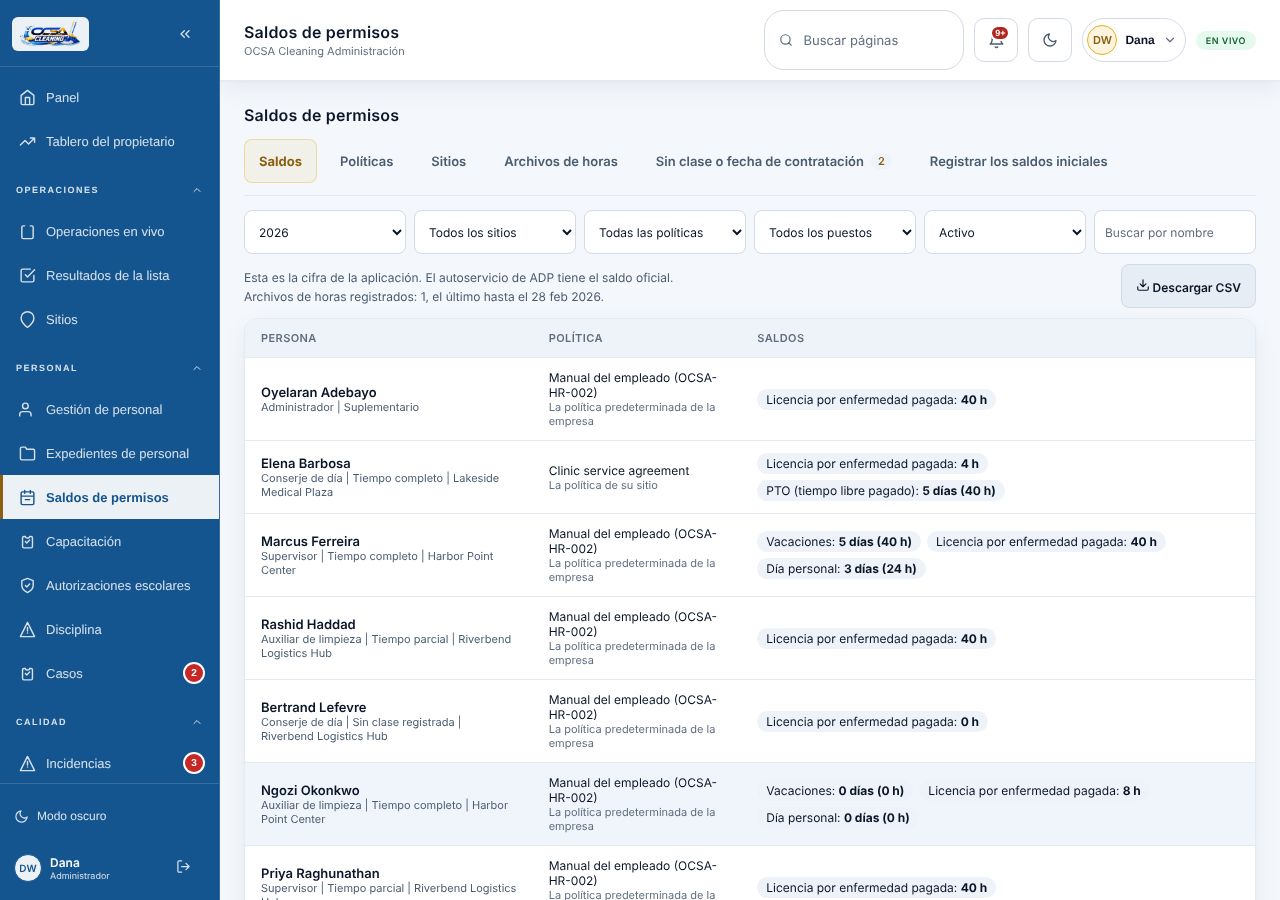 OCSA
CLEANING
Saldos de permisos
OCSA Cleaning Administración
Buscar páginas
9+
DW
Dana
EN VIVO
Panel
Tablero del propietario
OPERACIONES
Operaciones en vivo
Resultados de la lista
Sitios
PERSONAL
Gestión de personal
Expedientes de personal
Saldos de permisos
Capacitación
Autorizaciones escolares
Disciplina
Casos
2
CALIDAD
Incidencias
3
Modo oscuro
DW
Dana
Administrador
Saldos de permisos
Saldos
Políticas
Sitios
Archivos de horas
Sin clase o fecha de contratación 2
Registrar los saldos iniciales
2026
Todos los sitios
Todas las políticas
Todos los puestos
Activo
Buscar por nombre
Esta es la cifra de la aplicación. El autoservicio de ADP tiene el saldo oficial.
Archivos de horas registrados: 1, el último hasta el 28 feb 2026.
Descargar CSV
PERSONA
POLÍTICA
SALDOS
Oyelaran Adebayo
Administrador | Suplementario
Manual del empleado (OCSA-
HR-002)
La política predeterminada de la
empresa
Licencia por enfermedad pagada: 40 h
Elena Barbosa
Conserje de día | Tiempo completo | Lakeside
Medical Plaza
Clinic service agreement
La política de su sitio
Licencia por enfermedad pagada: 4 h
PTO (tiempo libre pagado): 5 días (40 h)
Marcus Ferreira
Supervisor | Tiempo completo | Harbor Point
Center
Manual del empleado (OCSA-
HR-002)
La política predeterminada de la
empresa
Vacaciones: 5 días (40 h)
Licencia por enfermedad pagada: 40 h
Día personal: 3 días (24 h)
Rashid Haddad
Auxiliar de limpieza | Tiempo parcial | Riverbend
Logistics Hub
Manual del empleado (OCSA-
HR-002)
La política predeterminada de la
empresa
Licencia por enfermedad pagada: 40 h
Bertrand Lefevre
Conserje de día | Sin clase registrada |
Riverbend Logistics Hub
Manual del empleado (OCSA-
HR-002)
La política predeterminada de la
empresa
Licencia por enfermedad pagada: 0 h
Ngozi Okonkwo
Auxiliar de limpieza | Tiempo completo | Harbor
Point Center
Manual del empleado (OCSA-
HR-002)
La política predeterminada de la
empresa
Vacaciones: 0 días (0 h)
Licencia por enfermedad pagada: 8 h
Día personal: 0 días (0 h)
Priya Raghunathan
Supervisor | Tiempo parcial | Riverbend Logistics
Manual del empleado (OCSA-
HR-002)
La política predeterminada de la
Licencia por enfermedad pagada: 40 h